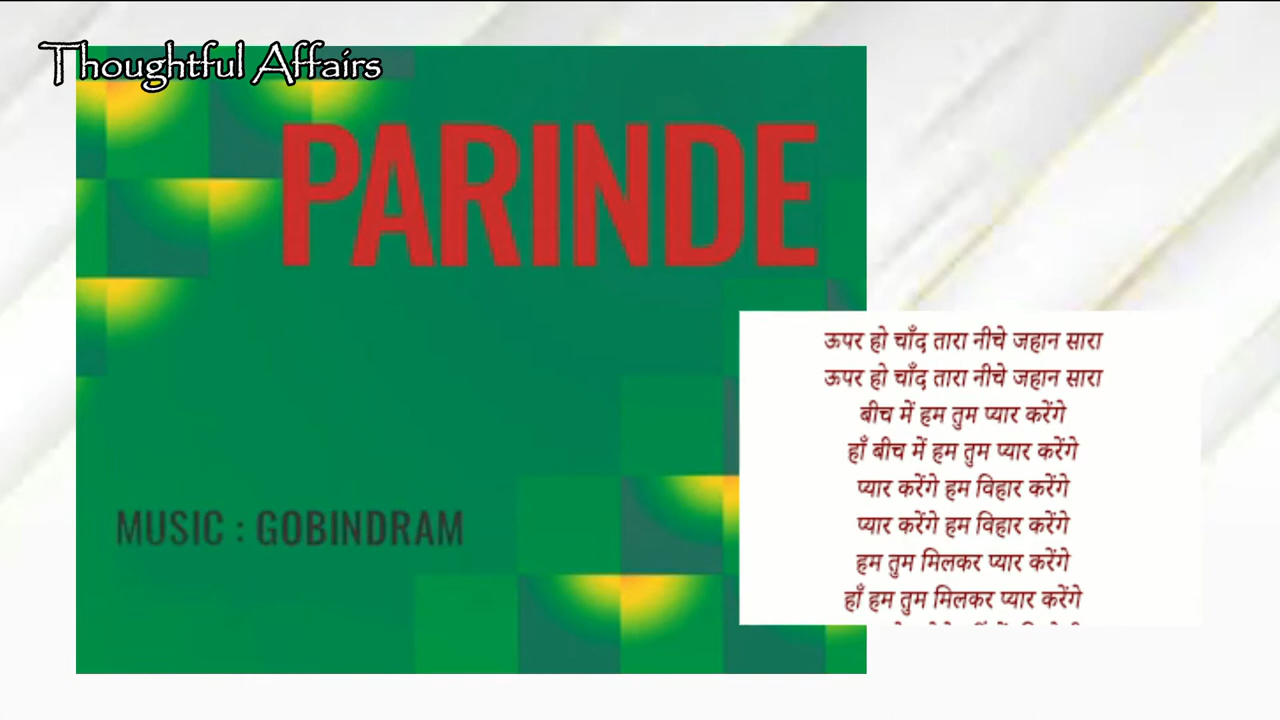 Thoughtful Affairs
PARINDE
MUSIC : GOBINDRAM
ऊपर हो चाँद तारा नीचे जहान सारा
ऊपर हो चाँद तारा नीचे जहान सारा
बीच में हम तुम प्यार करेंगे
हाँ बीच में हम तुम प्यार करेंगे
प्यार करेंगे हम विहार करेंगे
प्यार करेंगे हम विहार करेंगे
हम तुम मिलकर प्यार करेंगे
हाँ हम तुम मिलकर प्यार करेंगे